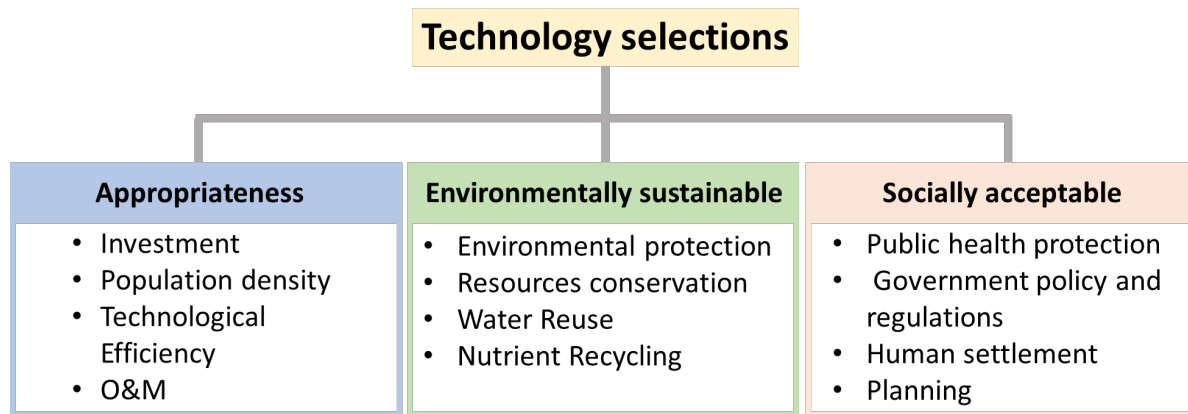 Technology selections
Appropriateness
• Investment
• Population density
• Technological
Efficiency
• O&M
Environmentally sustainable
• Environmental protection
• Resources conservation
• Water Reuse
• Nutrient Recycling
Socially acceptable
• Public health protection
• Government policy and
regulations
• Human settlement
• Planning